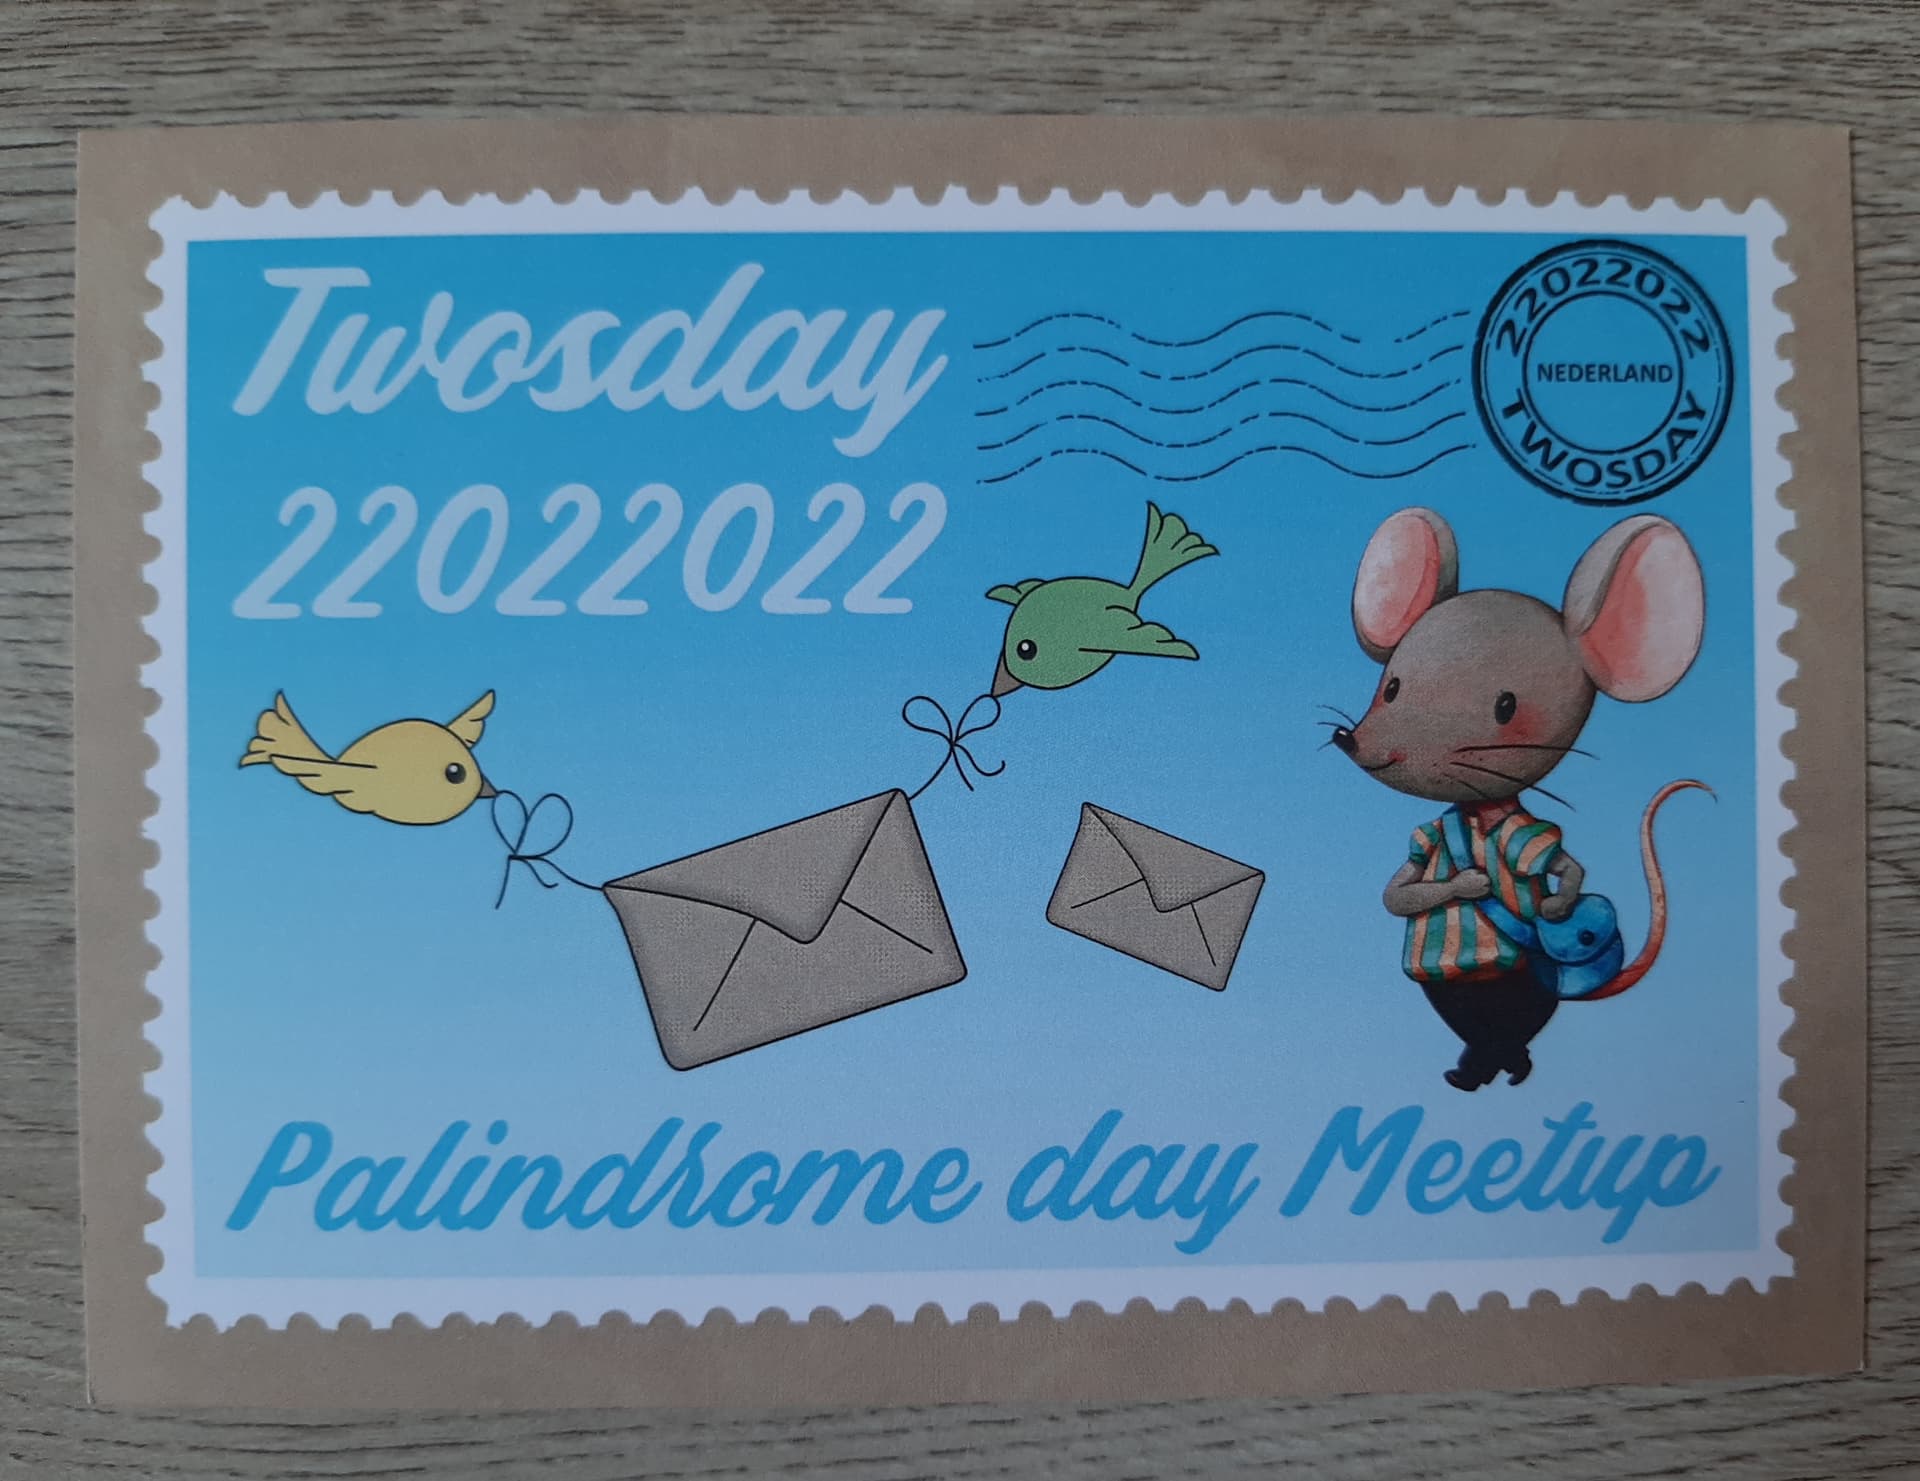 Twosday
22022022
22022022
NEDERLAND
TWOSDAY
Palindrome day Meetup